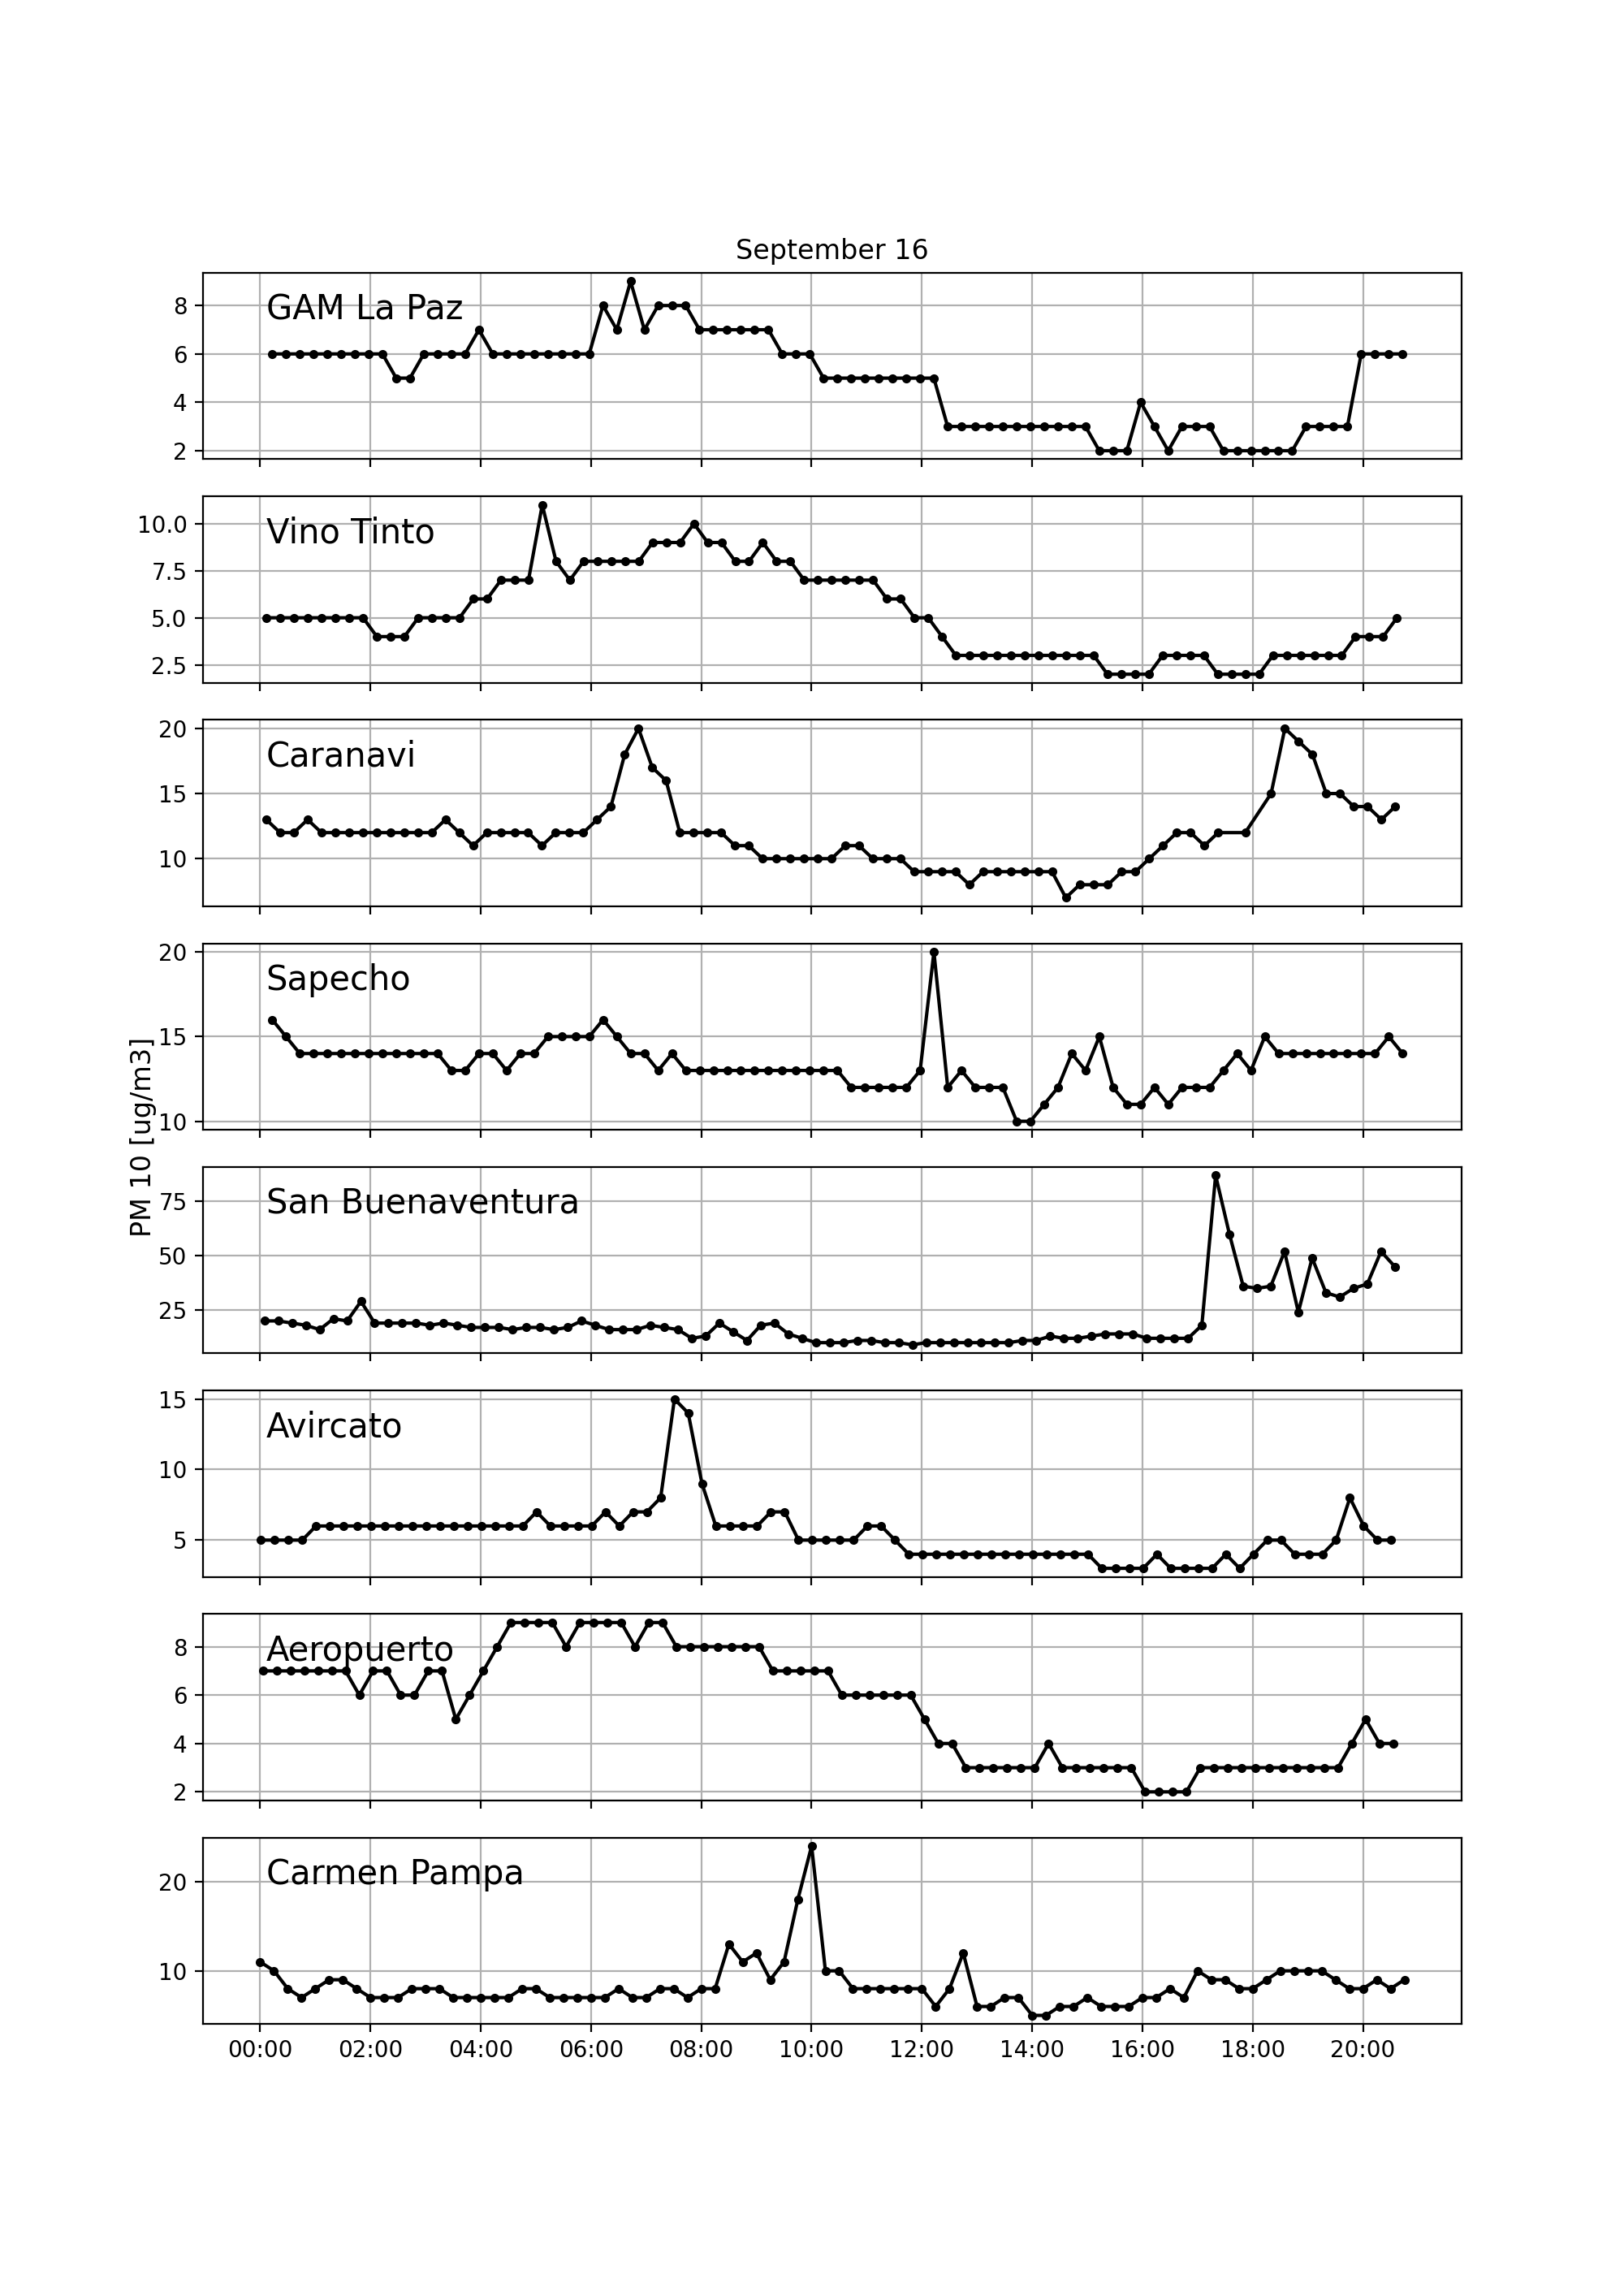 September 16
GAM La Paz
8
6
4
2
Vino Tinto
10.0
7.5
5.0
2.5
Caranavi
20
15
10
Sapecho
20
15
10
PM 10 [ug/m3]
San Buenaventura
75
50
25
Avircato
15
10
5
Aeropuerto
8
6
4
2
Carmen Pampa
20
10
00:00 02:00 04:00 06:00 08:00 10:00 12:00 14:00 16:00 18:00 20:00